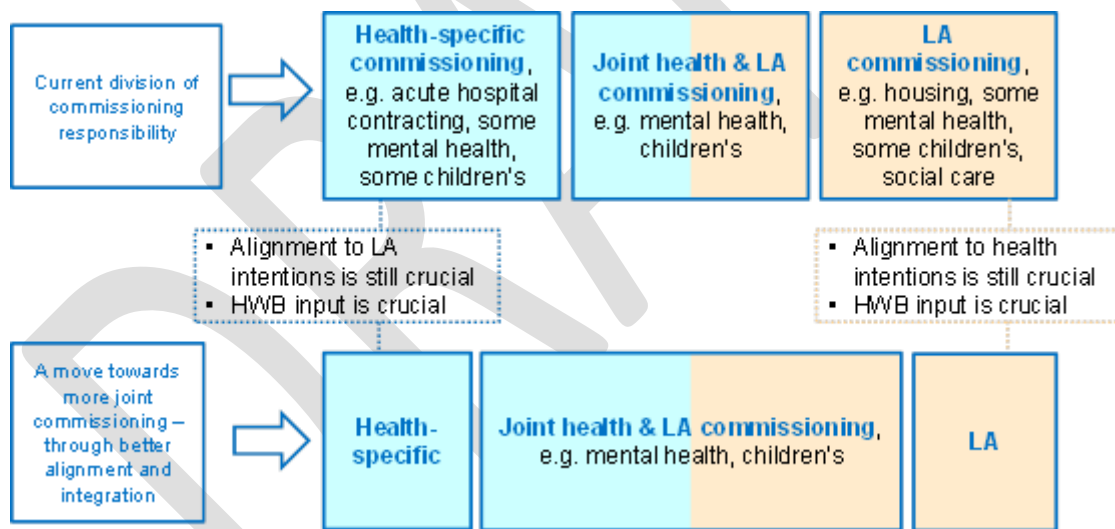 Current division of
commissioning
responsibility
Health-specific
commissioning,
e.g. acute hospital
contracting, some
mental health,
some children's
Joint health & LA
commissioning,
e.g. mental health,
children's
LA
commissioning,
e.g. housing, some
mental health,
some children's,
social care
▪ Alignment to LA
intentions is still crucial
▪ HWB input is crucial
▪ Alignment to health
intentions is still crucial
▪ HWB input is crucial
A move towards
more joint
commissioning –
through better
alignment and
integration
Health-
specific
Joint health & LA commissioning,
e.g. mental health, children's
LA